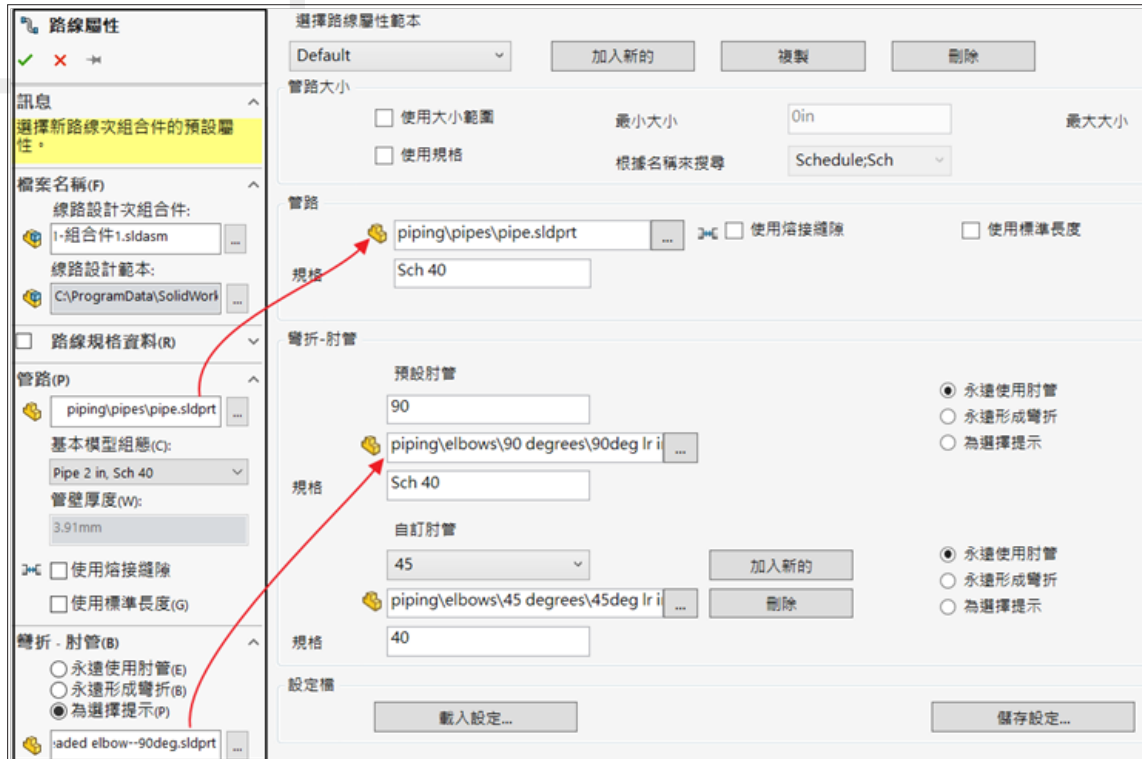 路線屬性
訊息
選擇新路線次組合件的預設屬
性。
檔案名稱(F)
線路設計次組合件:
1-組合件1.sldasm
...
線路設計範本:
C:\ProgramData\SolidWork
...
路線規格資料(R)
管路(P)
piping\pipes\pipe.sldprt
...
基本模型組態(C):
Pipe 2 in, Sch 40
管壁厚度(W):
3.91mm
使用熔接縫隙
使用標準長度(G)
彎折 - 肘管(B)
永遠使用肘管(E)
永遠形成彎折(B)
為選擇提示(P)
eaded elbow--90deg.sldprt
...
選擇路線屬性範本
Default 加入新的 複製 刪除
管路大小
使用大小範圍 最小大小 0in 最大大小
使用規格 根據名稱來搜尋 Schedule;Sch
管路
piping\pipes\pipe.sldprt ... 使用熔接縫隙 使用標準長度
規格 Sch 40
彎折-肘管
預設肘管
永遠使用肘管
90
永遠形成彎折
piping\elbows\90 degrees\90deg lr i ... 為選擇提示
規格 Sch 40
自訂肘管
永遠使用肘管
45 加入新的
永遠形成彎折
piping\elbows\45 degrees\45deg lr i ... 刪除 為選擇提示
規格 40
設定檔
載入設定... 儲存設定...